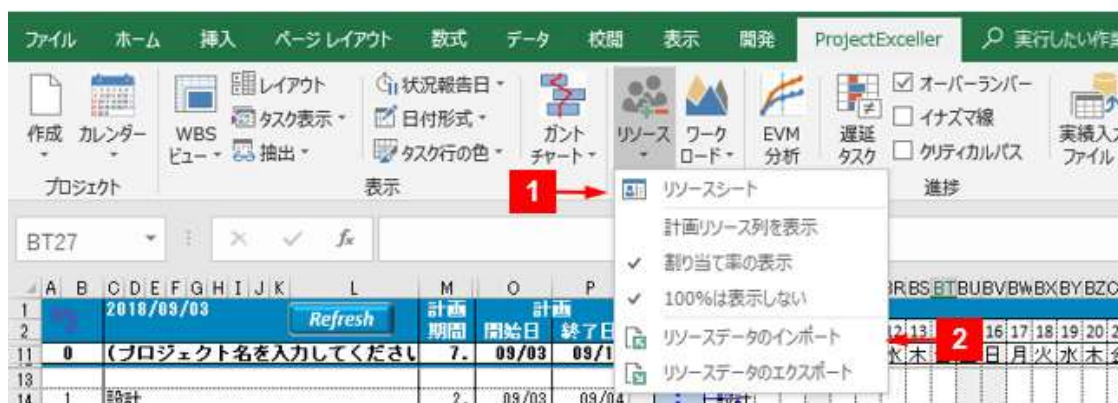 ファイル ホーム 挿入 ページ レイアウト 数式 データ 校閲 表示 開発 ProjectExceller 実行したい作業
作成 カレンダー WBS ビュー レイアウト タスク表示 抽出 状況報告日 日付形式 タスク行の色 ガント チャート リソース ワーク ロード EVM 分析 遅延 タスク オーバーランバー イナズマ線 クリティカルパス 実績入力 ファイル
プロジェクト 表示 進捗
1 リソースシート
計画リソース列を表示
割り当て率の表示
100%は表示しない
リソースデータのインポート 2
リソースデータのエクスポート
BT27 fx
A B C D E F G H I J K L M O P BR BS BT BU BV BW BX BY BZ
1 2018/09/03 Refresh 計画 計画
2 期間 開始日 終了日 12 13 16 17 18 19 20
11 0 (プロジェクト名を入力してくださ 7. 09/03 09/1 水 木 日 月 火 水 木
13
14 1 設計 2. 09/03 09/04 設計